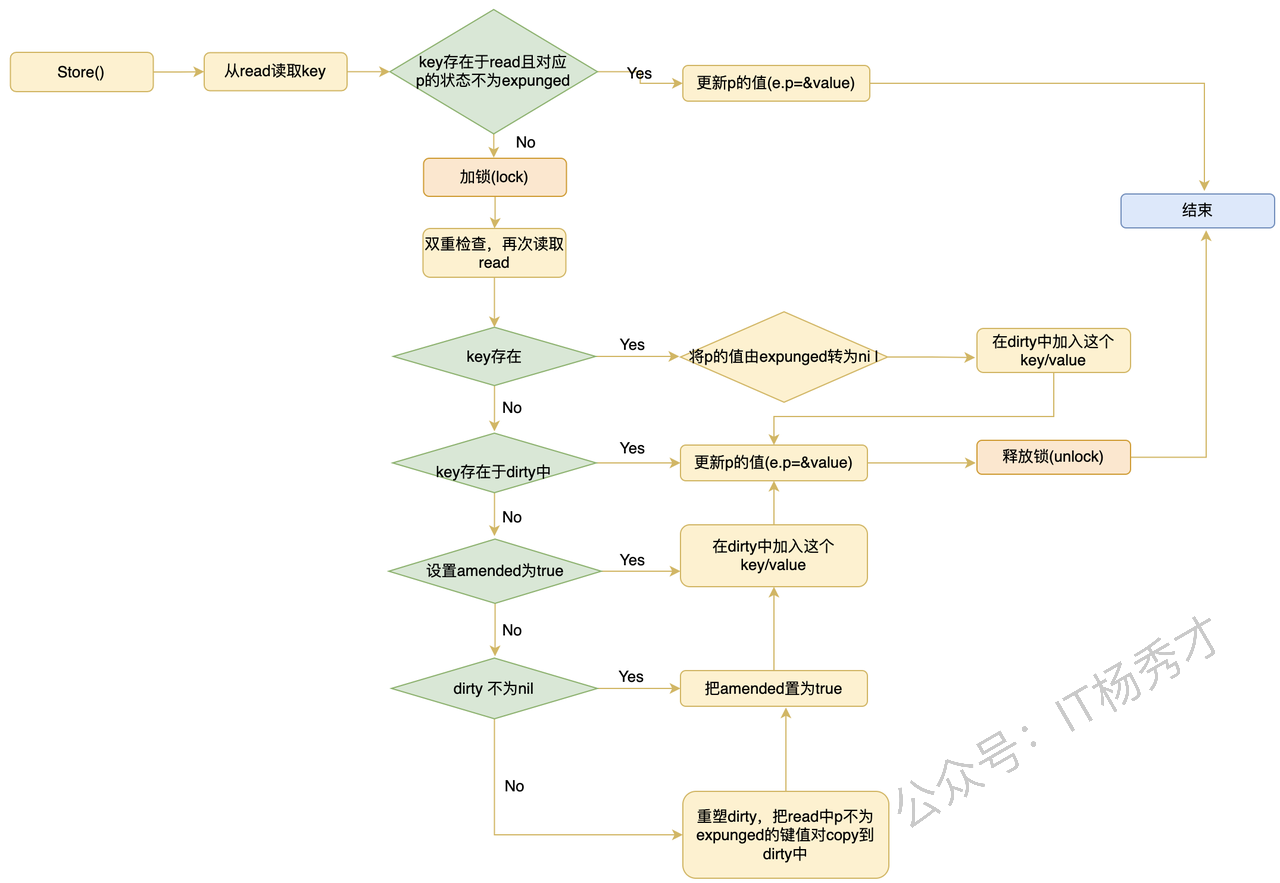 Store()
从read读取key
key存在于read且对应
p的状态不为expunged
Yes
更新p的值(e.p=&value)
No
加锁(lock)
结束
双重检查，再次读取
read
key存在
Yes
将p的值由expunged转为ni l
在dirty中加入这个
key/value
No
key存在于dirty中
Yes
更新p的值(e.p=&value)
释放锁(unlock)
No
设置amended为true
Yes
在dirty中加入这个
key/value
No
dirty 不为nil
Yes
把amended置为true
No
重塑dirty，把read中p不为
expunged的键值对copy到
dirty中
公众号：IT杨秀才